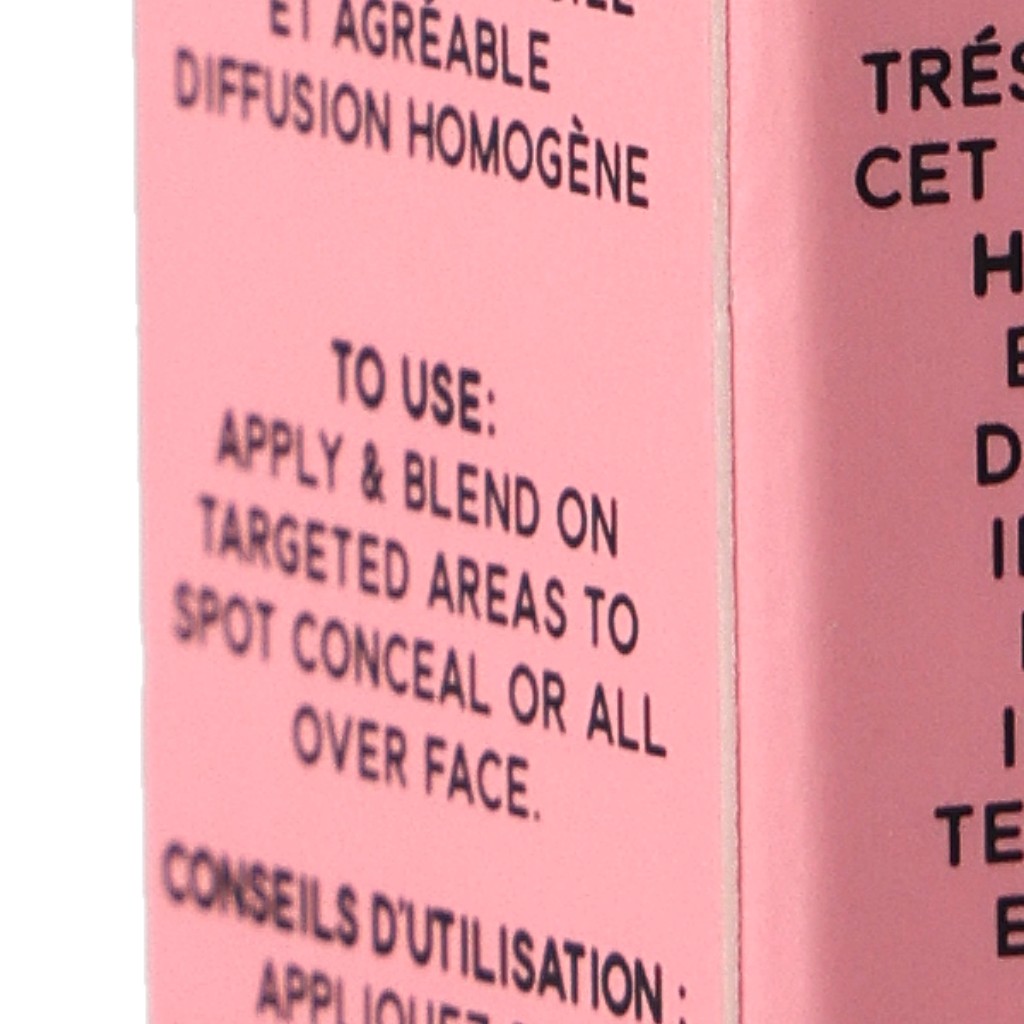 ET AGRÉABLE
DIFFUSION HOMOGÈNE
TO USE:
APPLY & BLEND ON
TARGETED AREAS TO
SPOT CONCEAL OR ALL
OVER FACE.
CONSEILS D'UTILISATION :
APPLIQUEZ
TRÉS
CET